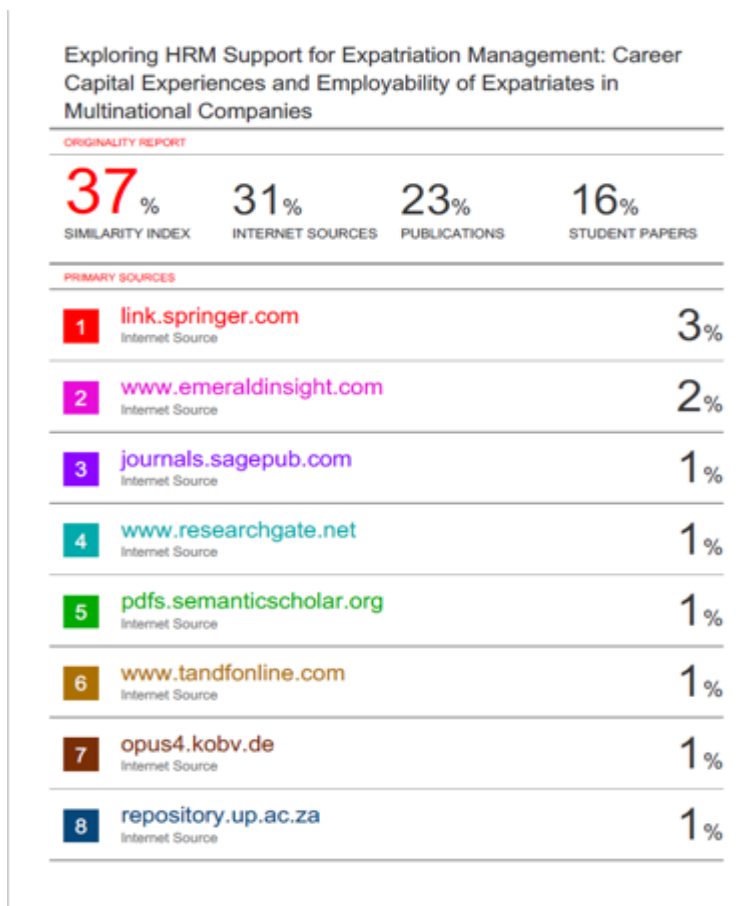 Exploring HRM Support for Expatriation Management: Career
Capital Experiences and Employability of Expatriates in
Multinational Companies
ORIGINALITY REPORT
37% 31% 23% 16%
SIMILARITY INDEX INTERNET SOURCES PUBLICATIONS STUDENT PAPERS
PRIMARY SOURCES
1 link.springer.com 3%
Internet Source
2 www.emeraldinsight.com 2%
Internet Source
3 journals.sagepub.com 1%
Internet Source
4 www.researchgate.net 1%
Internet Source
5 pdfs.semanticscholar.org 1%
Internet Source
6 www.tandfonline.com 1%
Internet Source
7 opus4.kobv.de 1%
Internet Source
8 repository.up.ac.za 1%
Internet Source